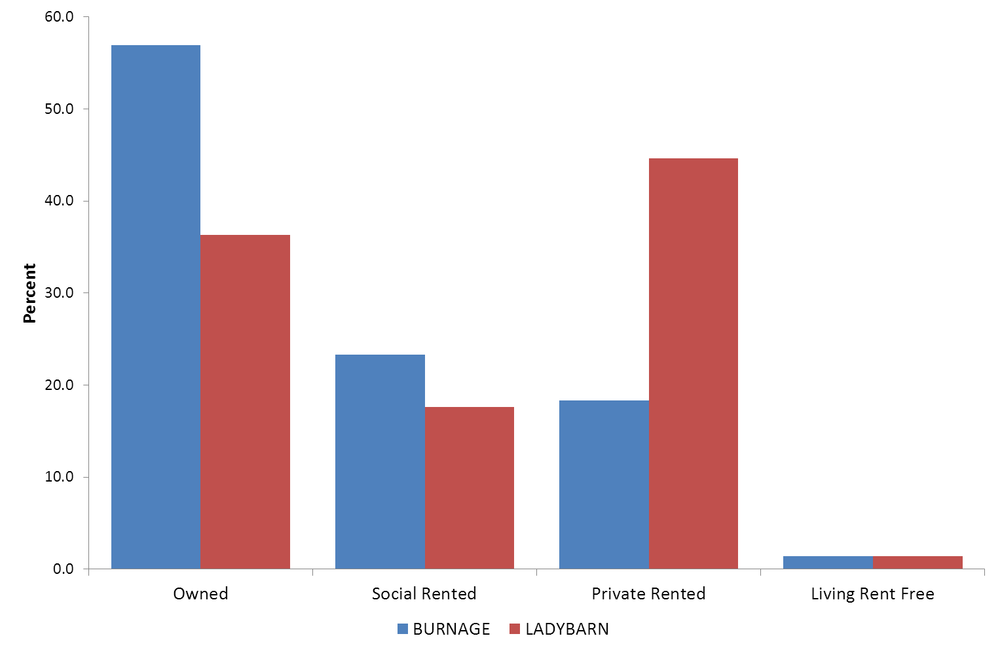 60.0
50.0
40.0
30.0
20.0
10.0
0.0
Percent
Owned
Social Rented
Private Rented
Living Rent Free
BURNAGE
LADYBARN